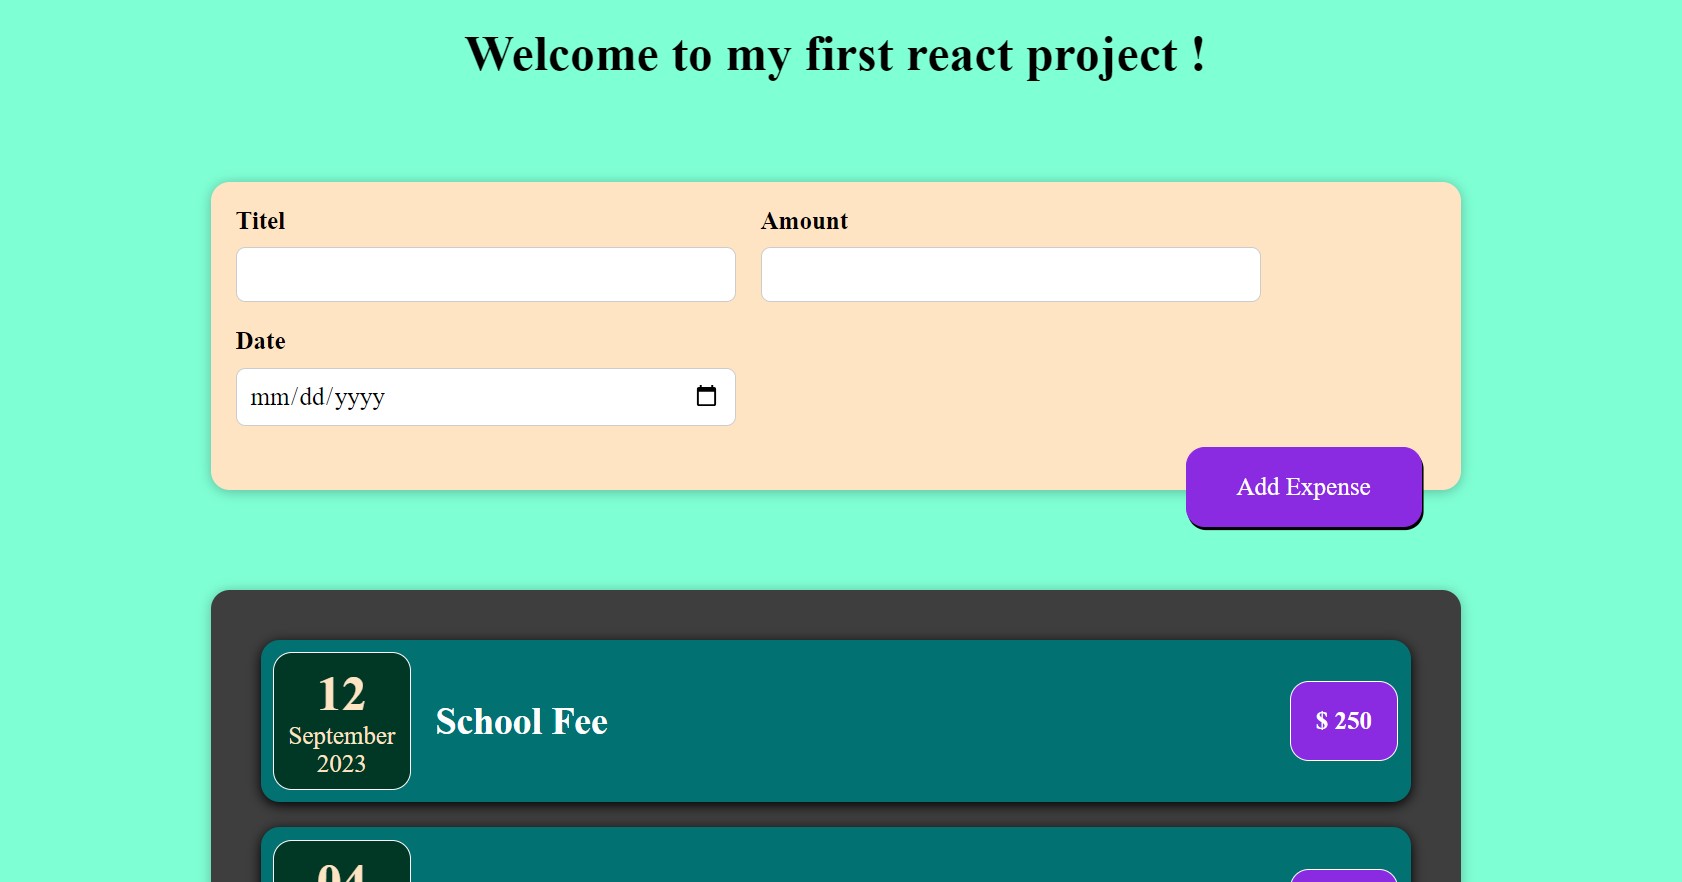 Welcome to my first react project !
Titel
Amount
Date
mm/dd/yyyy
Add Expense
12
September
2023
School Fee
$ 250
04